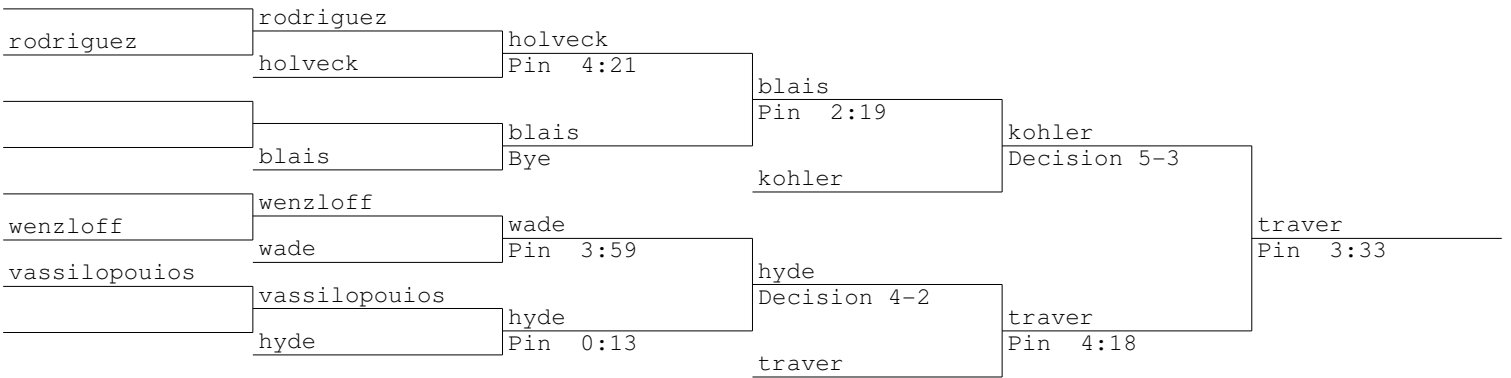 rodriguez
rodriguez
holveck
holveck
Pin 4:21
blais
Pin 2:19
blais
blais
Bye
kohler
kohler
Decision 5-3
wenzloff
wenzloff
wade
wade
Pin 3:59
vassilopouios
vassilopouios
hyde
hyde
Pin 0:13
hyde
Decision 4-2
traver
traver
Pin 4:18
traver
Pin 3:33